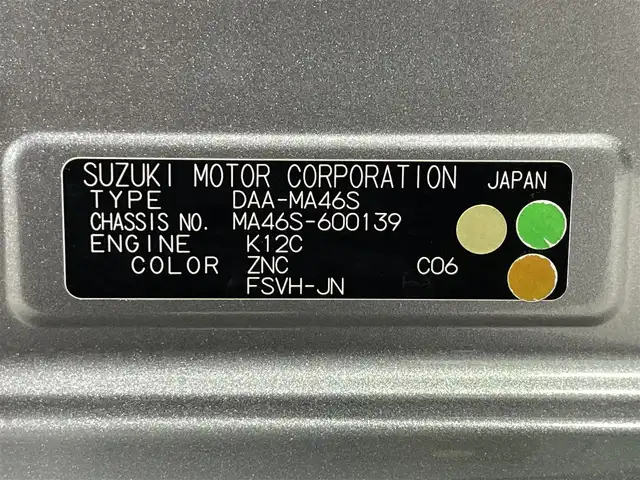 SUZUKI MOTOR CORPORATION JAPAN
TYPE DAA-MA46S
CHASSIS NO. MA46S-600139
ENGINE K12C
COLOR ZNC C06
FSVH-JN